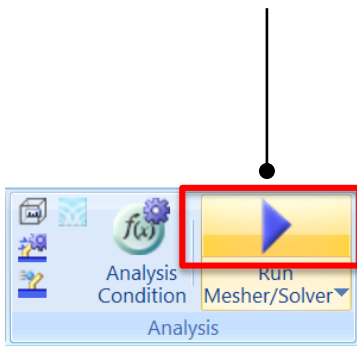 f(x)
Analysis
Condition
Run
Mesher/Solver
Analysis